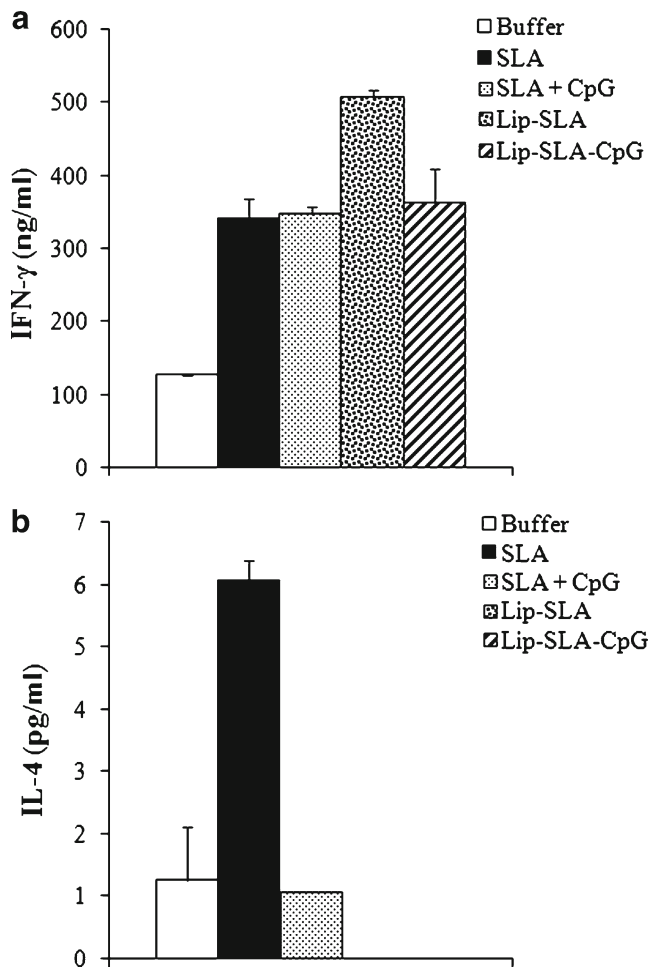 a
600
500
400
300
200
100
0
IFN-γ (ng/ml)
Buffer
SLA
SLA + CpG
Lip-SLA
Lip-SLA-CpG
b
7
6
5
4
3
2
1
0
IL-4 (pg/ml)
Buffer
SLA
SLA + CpG
Lip-SLA
Lip-SLA-CpG